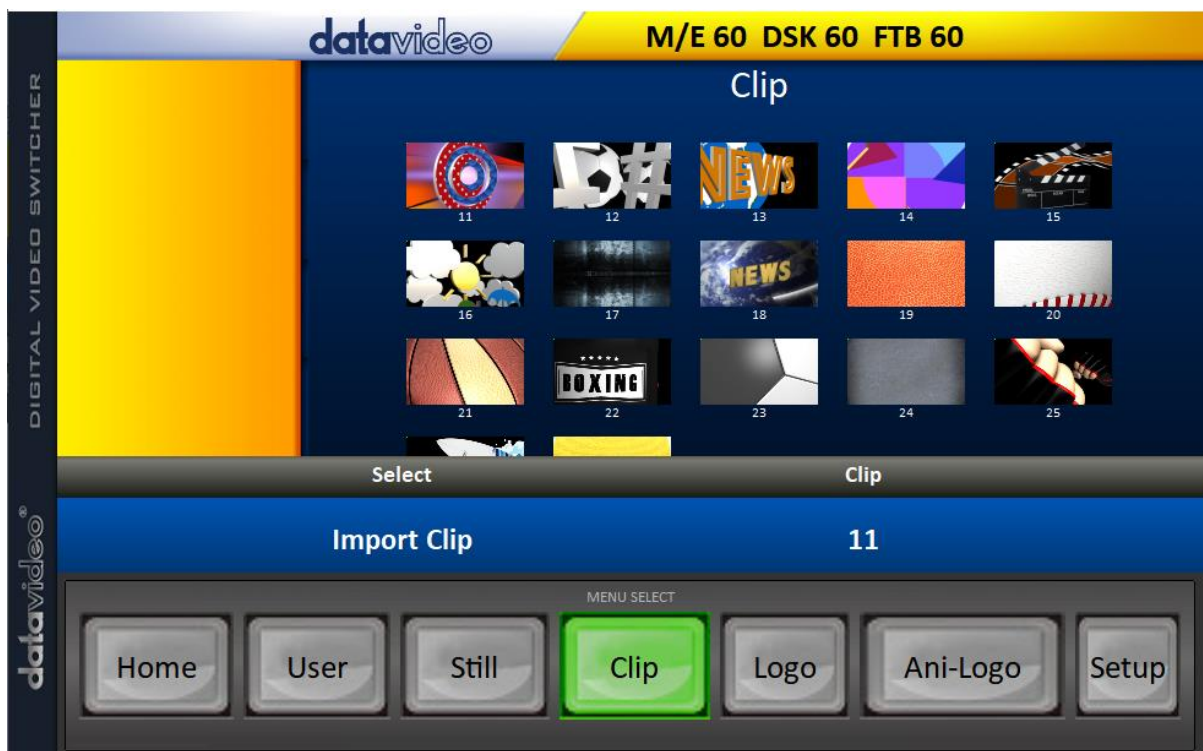 datavideo M/E 60 DSK 60 FTB 60
DIGITAL VIDEO SWITCHER
datavideo®
Clip
NEWS
11 12 13 14 15
NEWS
16 17 18 19 20
BOXING
21 22 23 24 25
Select Clip
Import Clip 11
MENU SELECT
Home User Still Clip Logo Ani-Logo Setup